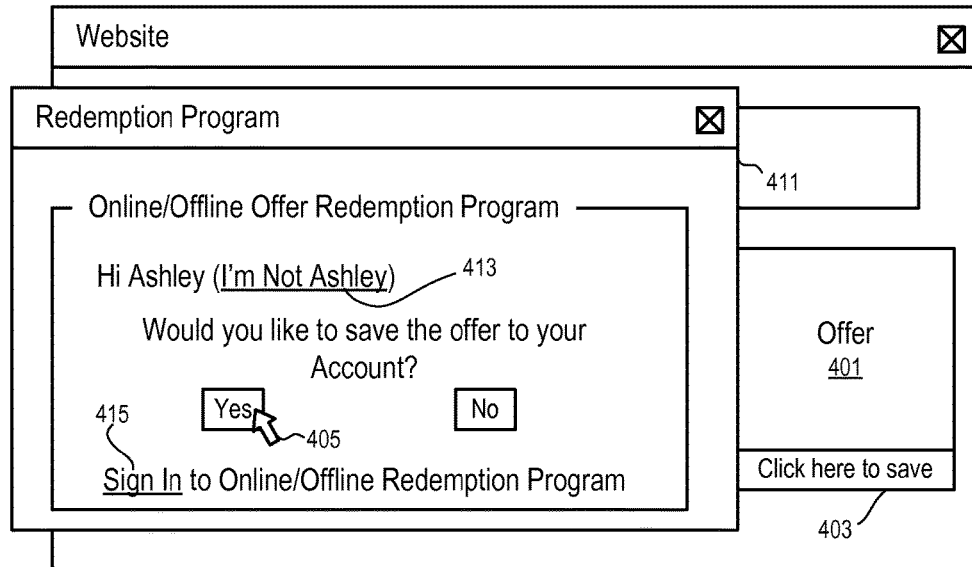 Website
Redemption Program
411
Online/Offline Offer Redemption Program
Hi Ashley (I'm Not Ashley)
413
Would you like to save the offer to your
Account?
Offer
401
Yes
No
415
405
Sign In to Online/Offline Redemption Program
Click here to save
403